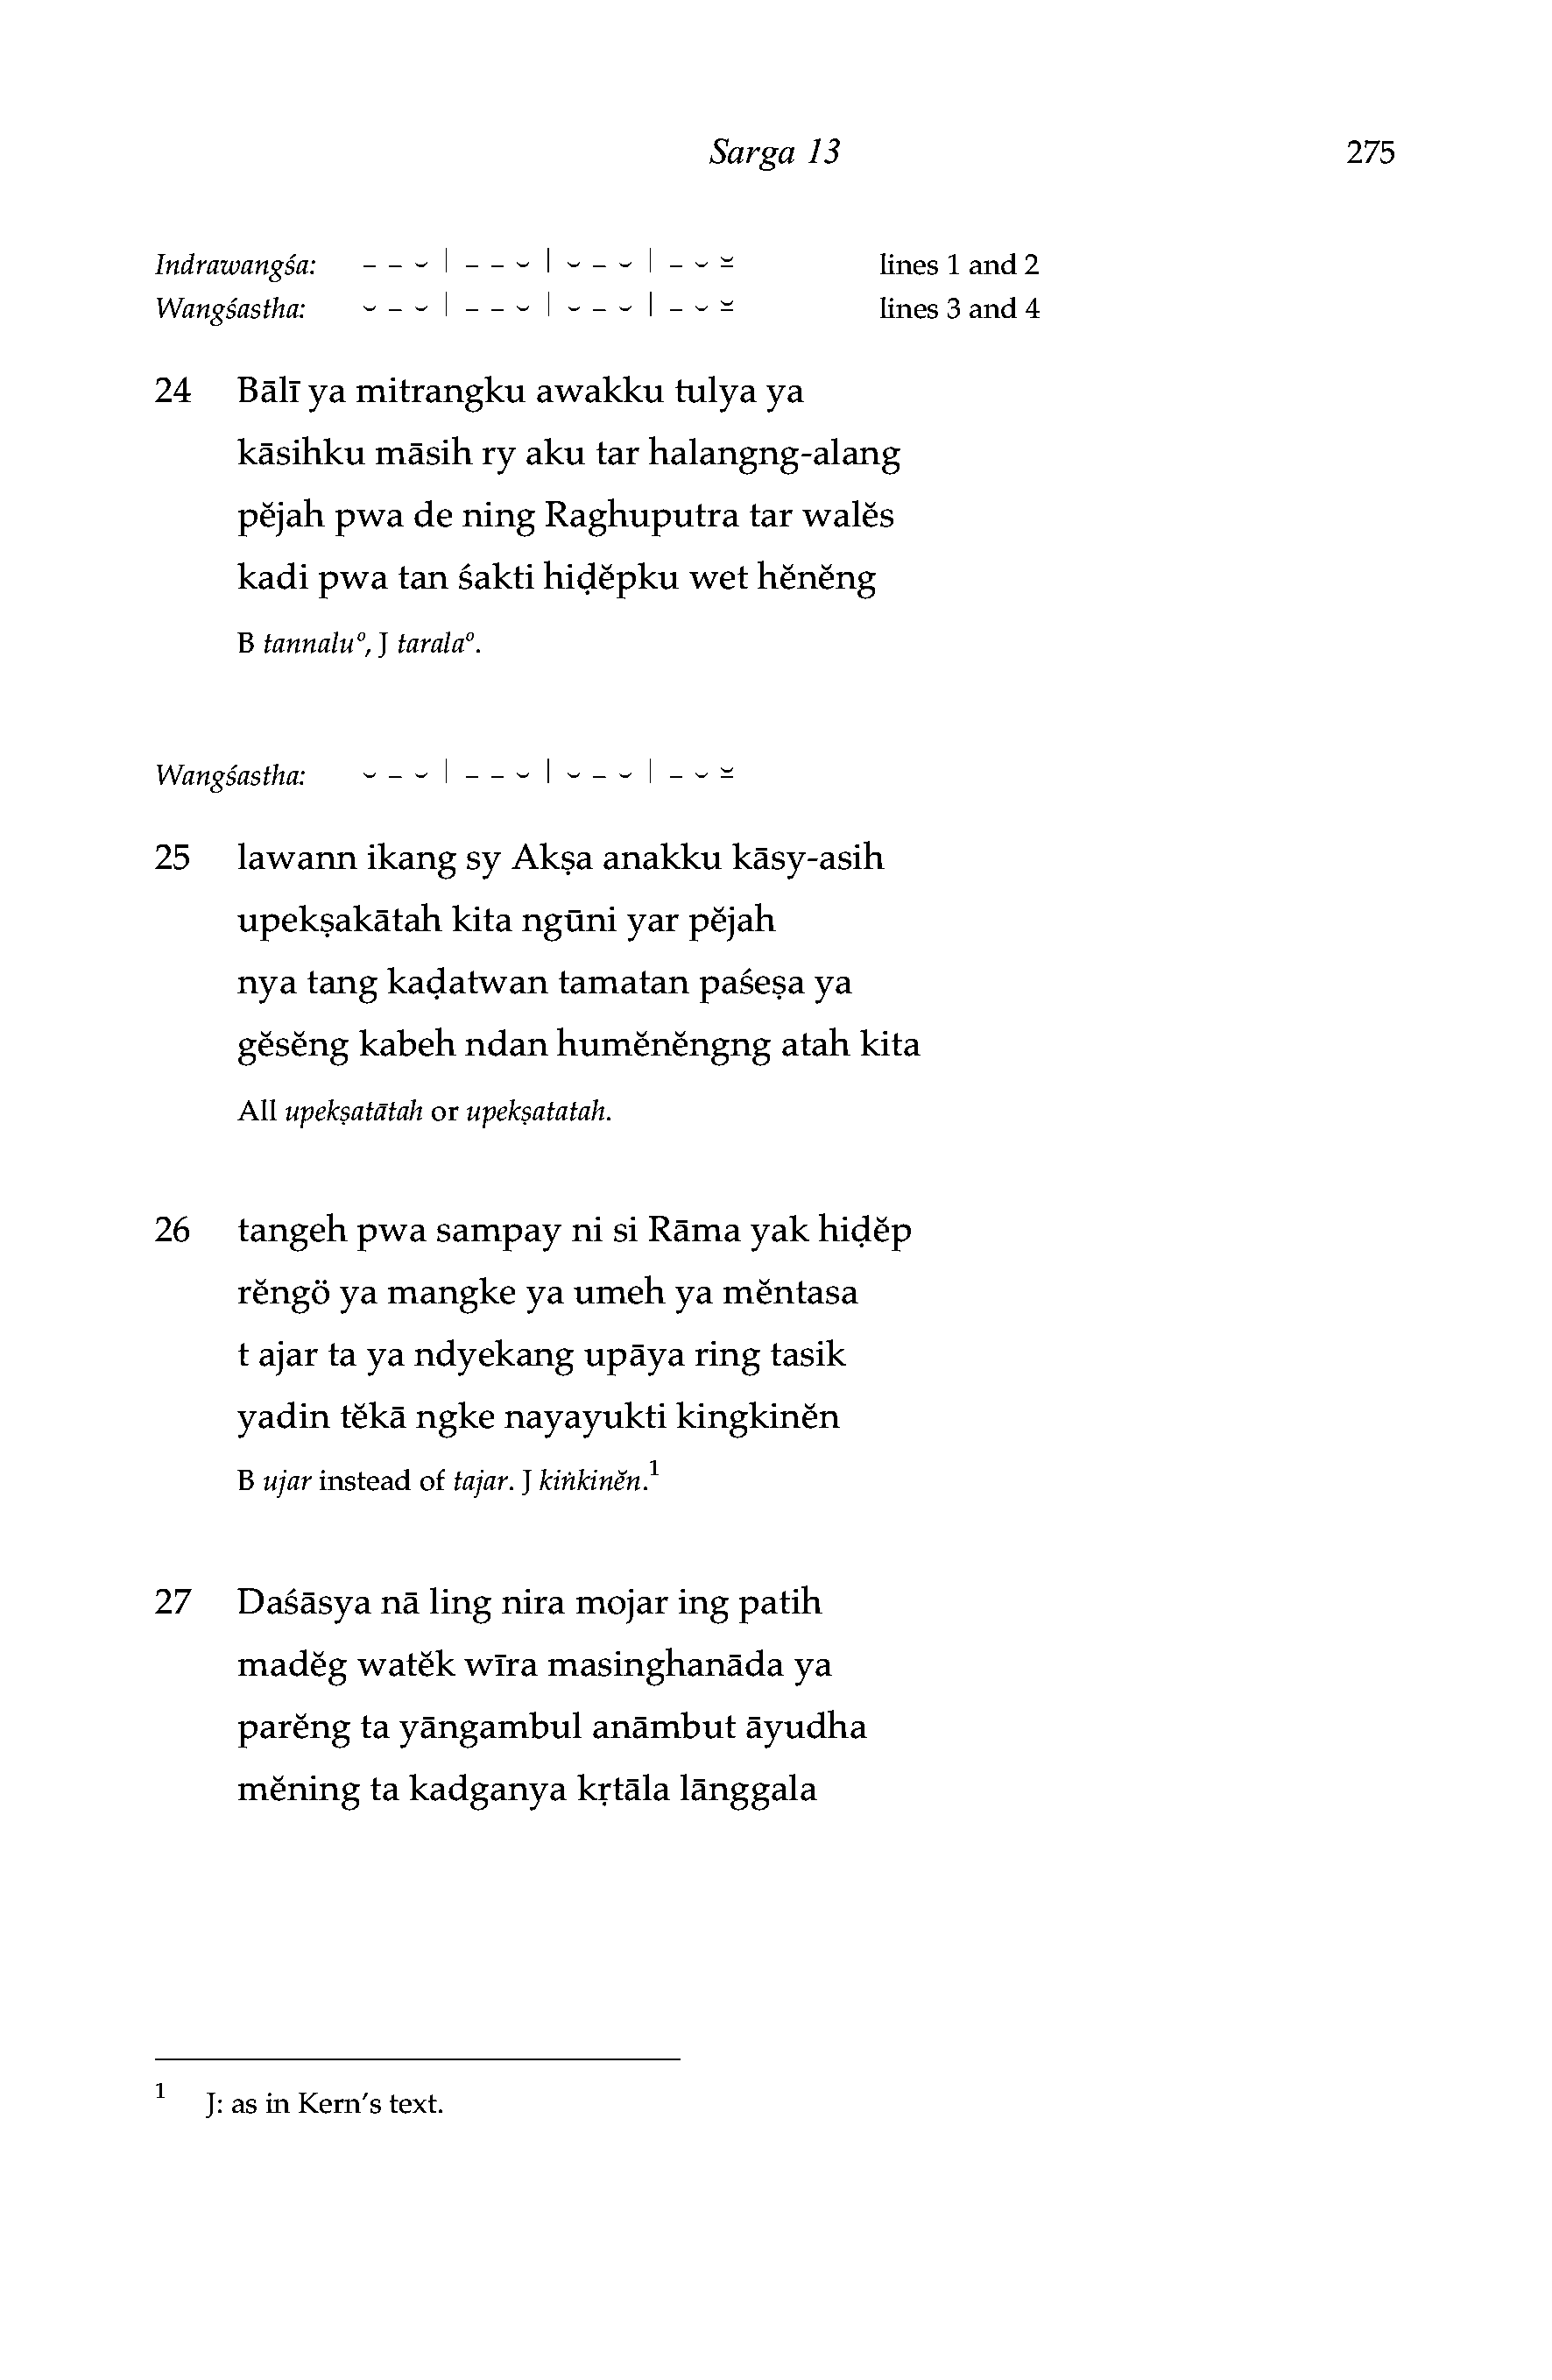 Sarga 13 275
Indrawangśa: – – ⏑ | – – ⏑ | ⏑ – ⏑ | – ⏑ ⏓ lines 1 and 2
Wangśastha: ⏑ – ⏑ | – – ⏑ | ⏑ – ⏑ | – ⏑ ⏓ lines 3 and 4
24 Bālī ya mitrangku awakku tulya ya
kāsihku māsih ry aku tar halangng-alang
pĕjah pwa de ning Raghuputra tar walĕs
kadi pwa tan śakti hiḍĕpku wet hĕnĕng
B tannaluº, J taralaº.
Wangśastha: ⏑ – ⏑ | – – ⏑ | ⏑ – ⏑ | – ⏑ ⏓
25 lawann ikang sy Akṣa anakku kāsy-asih
upekṣakātah kita ngūni yar pĕjah
nya tang kaḍatwan tamatan paśeṣa ya
gĕsĕng kabeh ndan humĕnĕngng atah kita
All upekṣatātah or upekṣatatah.
26 tangeh pwa sampay ni si Rāma yak hiḍĕp
rĕngö ya mangke ya umeh ya mĕntasa
t ajar ta ya ndyekang upāya ring tasik
yadin tĕkā ngke nayayukti kingkinĕn
B ujar instead of tajar. J kiṅkinĕn.¹
27 Daśāsya nā ling nira mojar ing patih
madĕg watĕk wīra masinghanāda ya
parĕng ta yāngambul anāmbut āyudha
mĕning ta kadganya kṛtāla lānggala
¹ J: as in Kern's text.